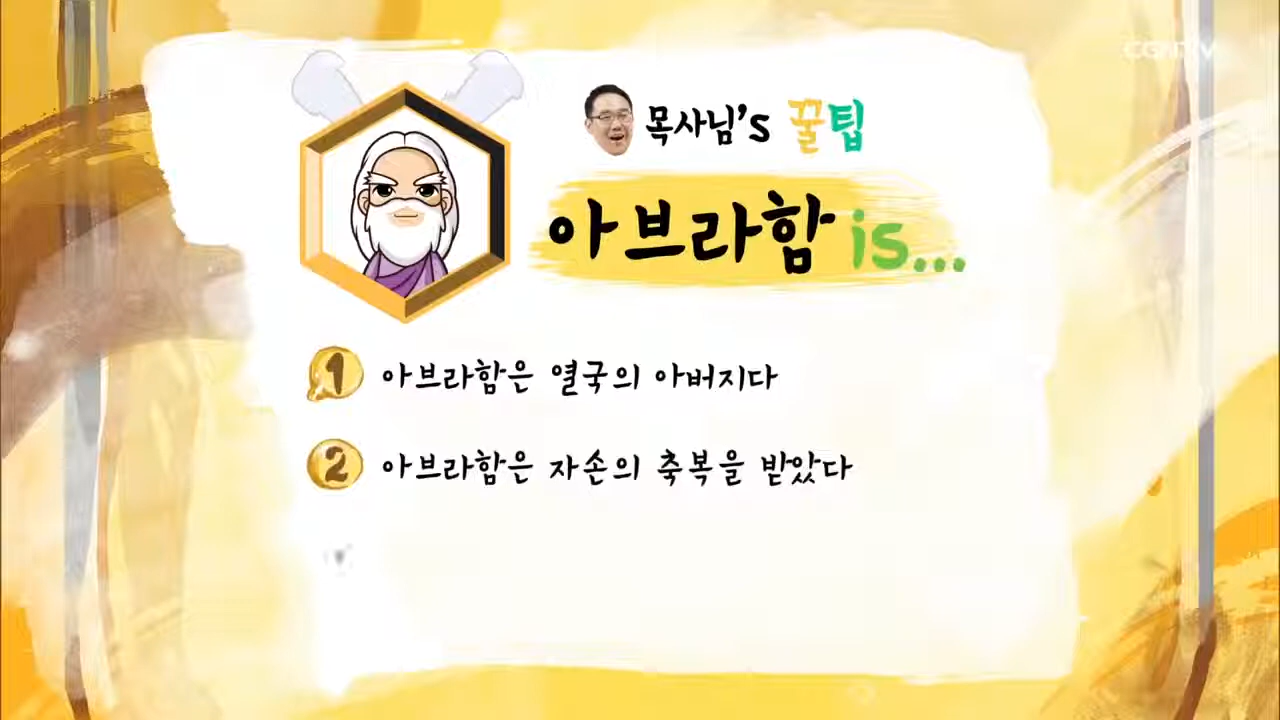 CGNTV
목사님's 꿀팁
아브라함 is...
1 아브라함은 열국의 아버지다
2 아브라함은 자손의 축복을 받았다